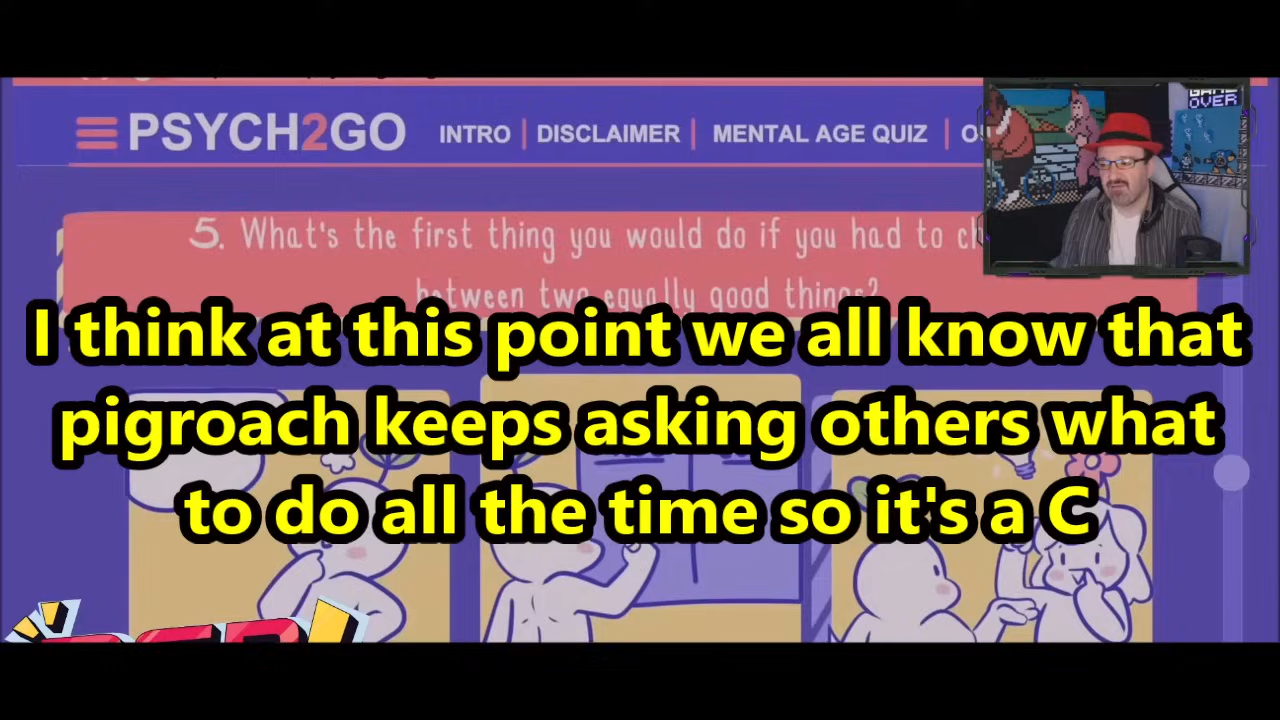 PSYCH2GO INTRO DISCLAIMER MENTAL AGE QUIZ
GAME
OVER
5. What's the first thing you would do if you had to
between two equally good things?
I think at this point we all know that
pigroach keeps asking others what
to do all the time so it's a C